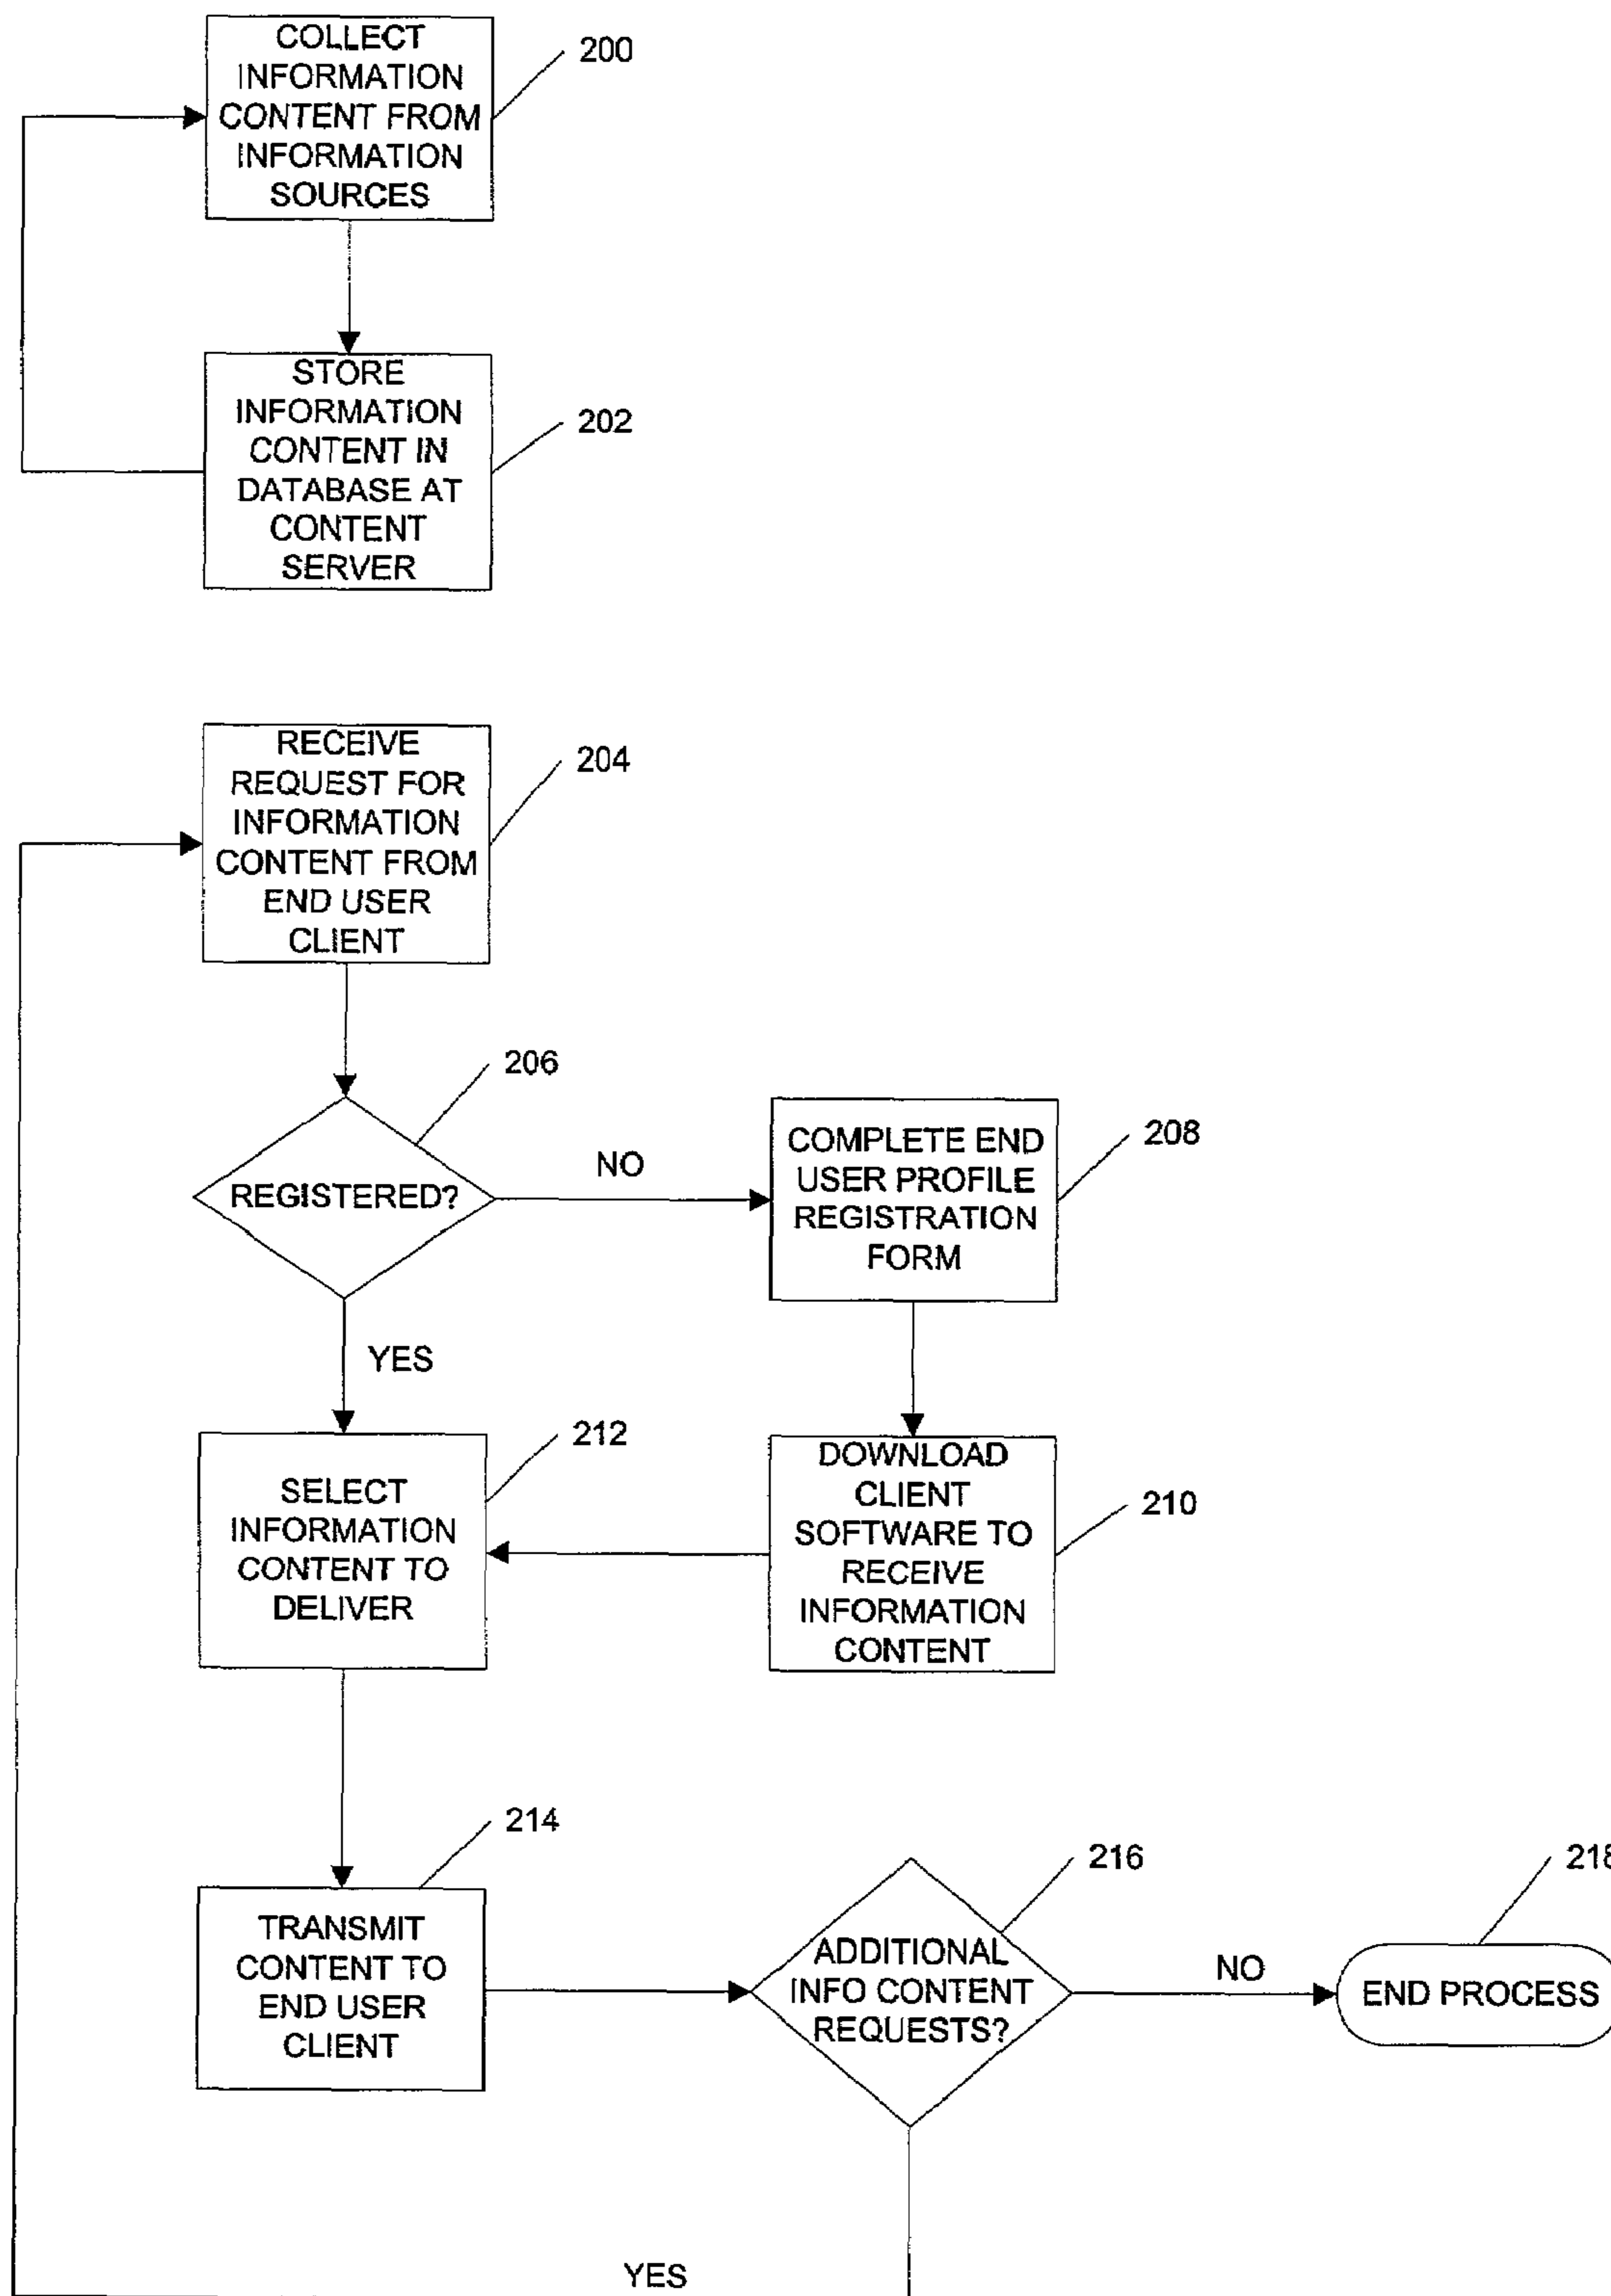 COLLECT
INFORMATION
CONTENT FROM
INFORMATION
SOURCES
200
STORE
INFORMATION
CONTENT IN
DATABASE AT
CONTENT
SERVER
202
RECEIVE
REQUEST FOR
INFORMATION
CONTENT FROM
END USER
CLIENT
204
206
REGISTERED?
NO
COMPLETE END
USER PROFILE
REGISTRATION
FORM
208
YES
212
SELECT
INFORMATION
CONTENT TO
DELIVER
DOWNLOAD
CLIENT
SOFTWARE TO
RECEIVE
INFORMATION
CONTENT
210
214
TRANSMIT
CONTENT TO
END USER
CLIENT
216
ADDITIONAL
INFO CONTENT
REQUESTS?
NO
218
END PROCESS
YES